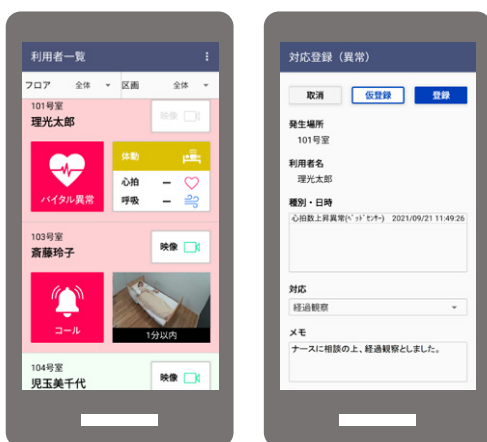 利用者一覧
フロア 全体 区画 全体
101号室
理光太郎
映像
体動
心拍 −
呼吸 −
バイタル異常
103号室
斎藤玲子
映像
コール
1分以内
104号室
児玉美千代
映像
対応登録（異常）
取消 仮登録 登録
発生場所
101号室
利用者名
理光太郎
種別・日時
心拍数上昇異常(ﾍﾞｯﾄﾞｾﾝｻｰ) 2021/09/21 11:49:26
対応
経過観察
メモ
ナースに相談の上、経過観察としました。